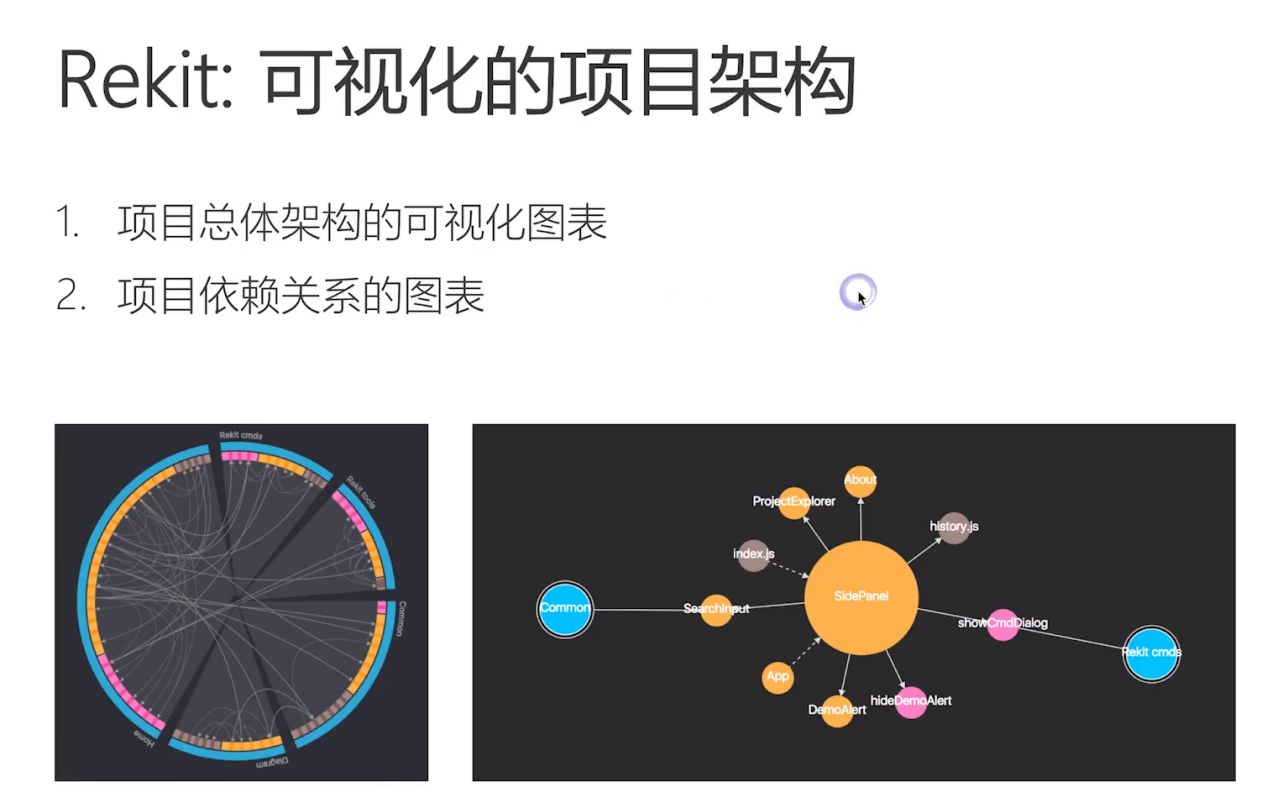 Rekit: 可视化的项目架构
1. 项目总体架构的可视化图表
2. 项目依赖关系的图表
Rekit cmds
Rekit tools
Common
Diagram
Home
About
ProjectExplorer
history.js
index.js
SidePanel
Common
SearchInput
showCmdDialog
Rekit cmds
App
DemoAlert
hideDemoAlert